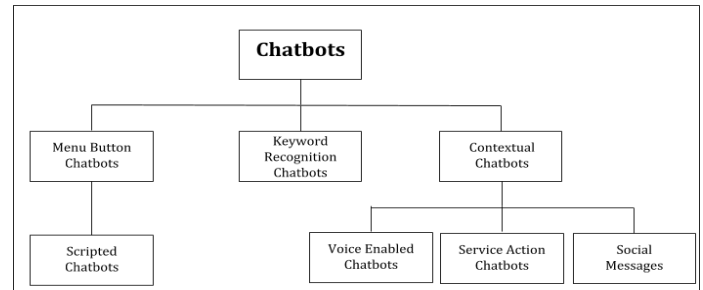 Chatbots
Menu Button
Chatbots
Keyword
Recognition
Chatbots
Contextual
Chatbots
Scripted
Chatbots
Voice Enabled
Chatbots
Service Action
Chatbots
Social
Messages